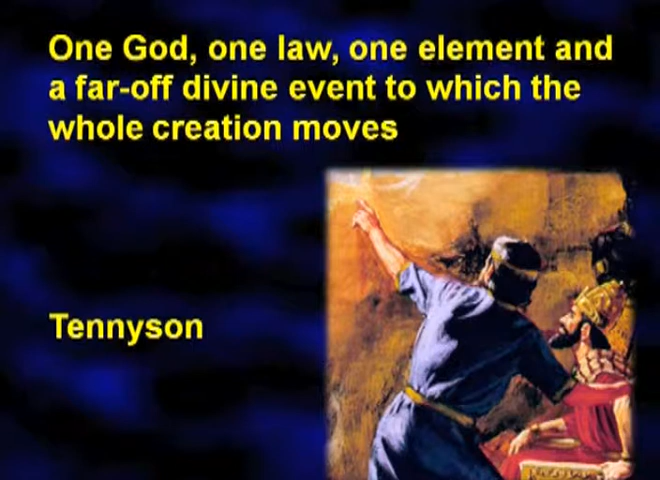 One God, one law, one element and
a far-off divine event to which the
whole creation moves
Tennyson